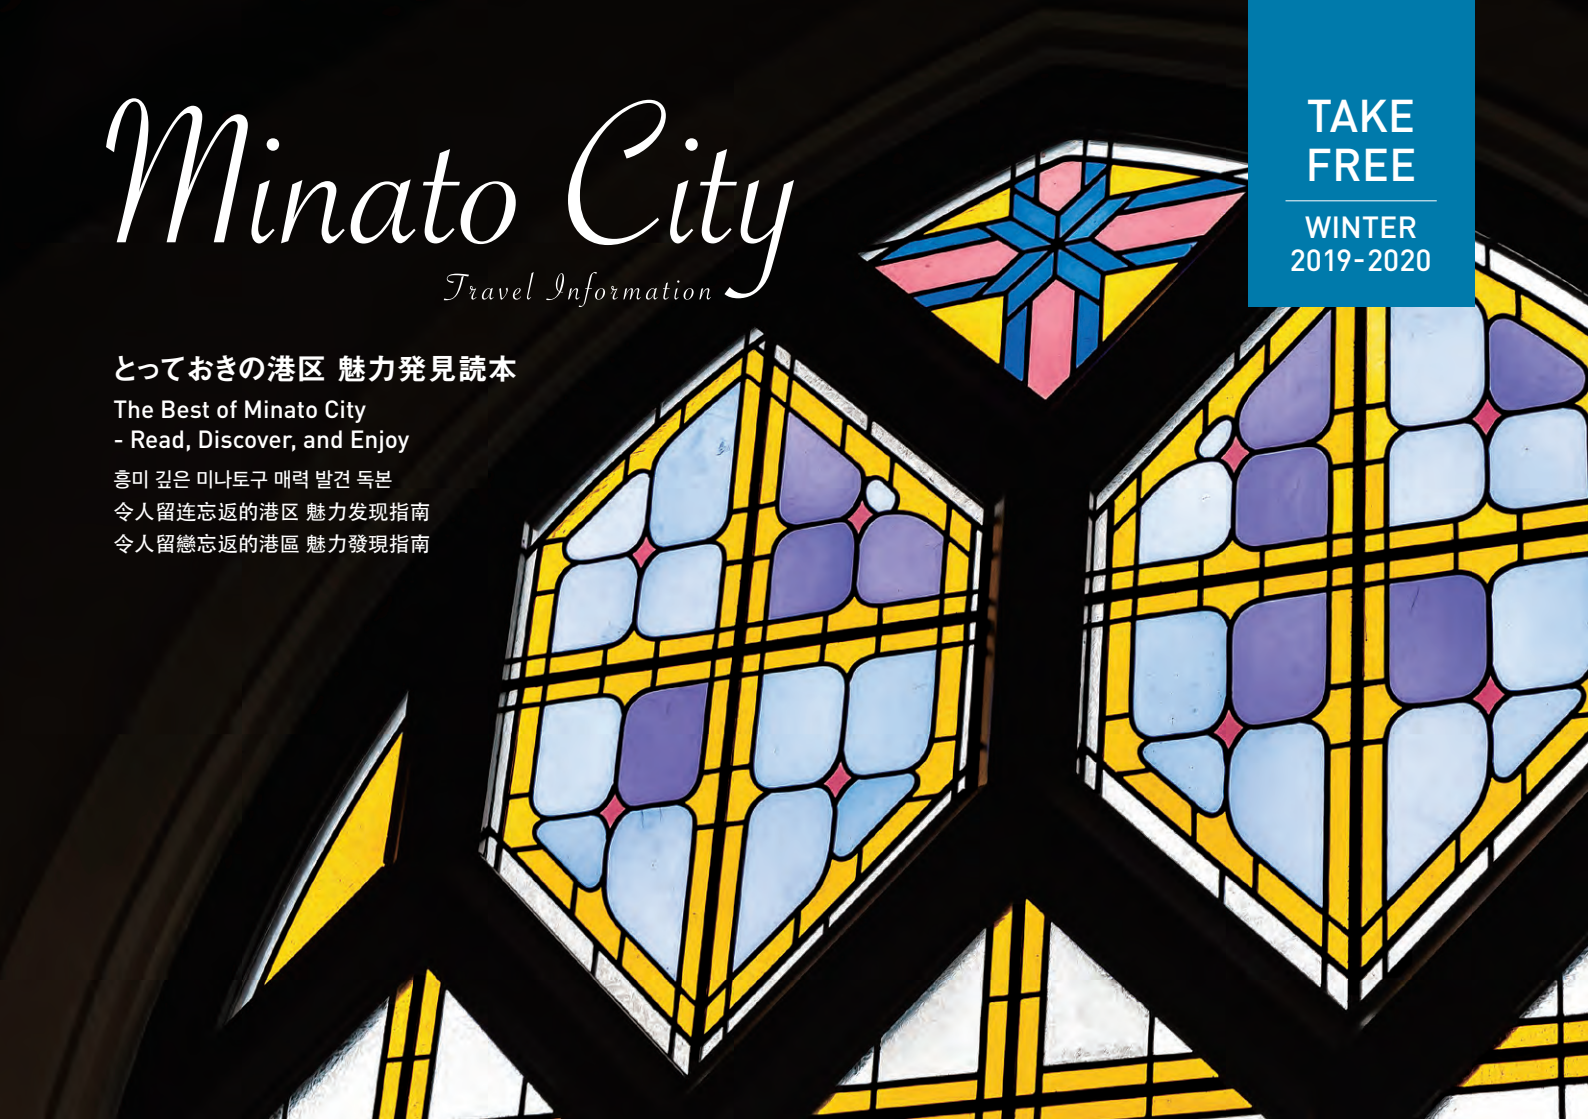 Minato City
Travel Information
TAKE
FREE
WINTER
2019-2020
とっておきの港区 魅力発見読本
The Best of Minato City
- Read, Discover, and Enjoy
흥미 깊은 미나토구 매력 발견 독본
令人留连忘返的港区 魅力发现指南
令人留戀忘返的港區 魅力發現指南